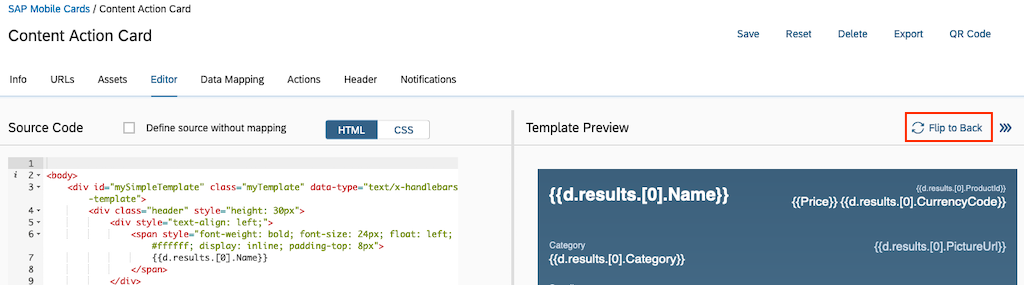 SAP Mobile Cards / Content Action Card
Content Action Card
Save Reset Delete Export QR Code
Info URLs Assets Editor Data Mapping Actions Header Notifications
Source Code Define source without mapping HTML CSS
Template Preview Flip to Back
1
i 2 <body>
3 <div id="mySimpleTemplate" class="myTemplate" data-type="text/x-handlebars
-template">
4 <div class="header" style="height: 30px">
5 <div style="text-align: left;">
6 <span style="font-weight: bold; font-size: 24px; float: left;
#ffffff; display: inline; padding-top: 8px">
7 {{d.results.[0].Name}}
8 </span>
9 </div>
{{d.results.[0].Name}}
{{d.results.[0].ProductId}}
{{Price}} {{d.results.[0].CurrencyCode}}
Category
{{d.results.[0].Category}}
{{d.results.[0].PictureUrl}}